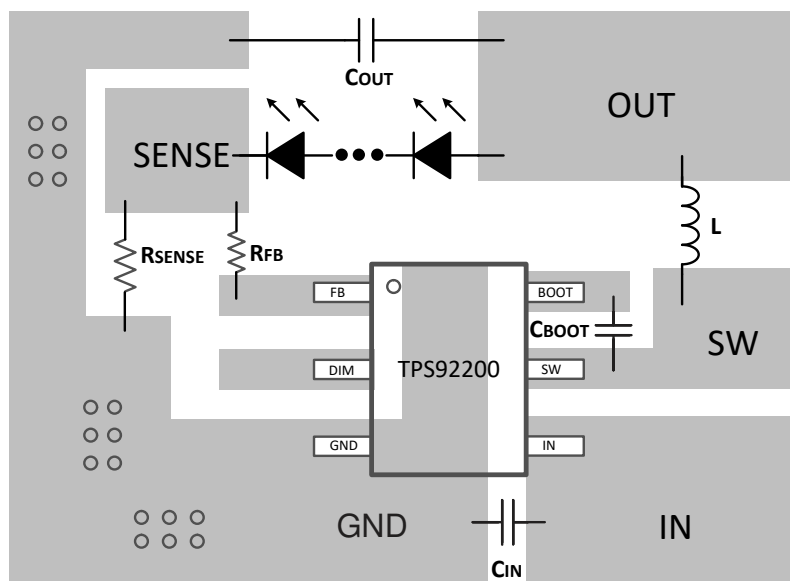 COUT
OUT
SENSE
RSENSE
RFB
L
FB
BOOT
CBOOT
SW
DIM
TPS92200
SW
GND
IN
GND
IN
CIN